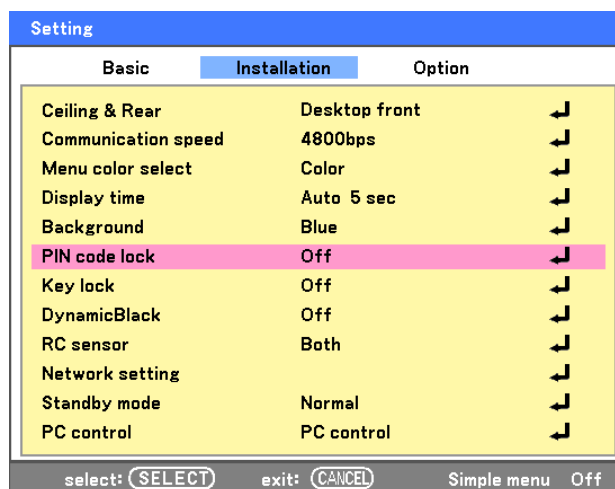 Setting
Basic Installation Option
Ceiling & Rear Desktop front
Communication speed 4800bps
Menu color select Color
Display time Auto 5 sec
Background Blue
PIN code lock Off
Key lock Off
DynamicBlack Off
RC sensor Both
Network setting
Standby mode Normal
PC control PC control
select: SELECT exit: CANCEL Simple menu Off